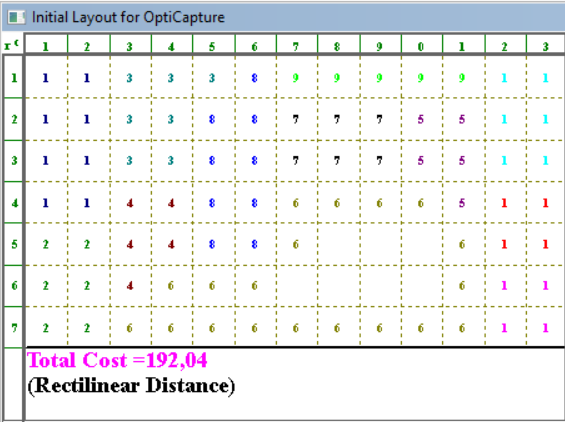 Initial Layout for OptiCapture
r c 1 2 3 4 5 6 7 8 9 0 1 2 3
1 1 1 3 3 3 8 9 9 9 9 9 1 1
2 1 1 3 3 8 8 7 7 7 5 5 1 1
3 1 1 3 3 8 8 7 7 7 5 5 1 1
4 1 1 4 4 8 8 6 6 6 6 5 1 1
5 2 2 4 4 8 8 6 6 1 1
6 2 2 4 6 6 6 6 1 1
7 2 2 6 6 6 6 6 6 6 6 6 1 1
Total Cost =192,04
(Rectilinear Distance)